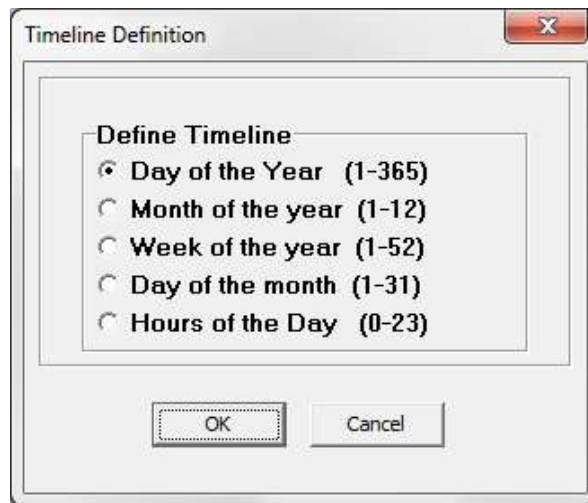 Timeline Definition
Define Timeline
Day of the Year (1-365)
Month of the year (1-12)
Week of the year (1-52)
Day of the month (1-31)
Hours of the Day (0-23)
OK
Cancel